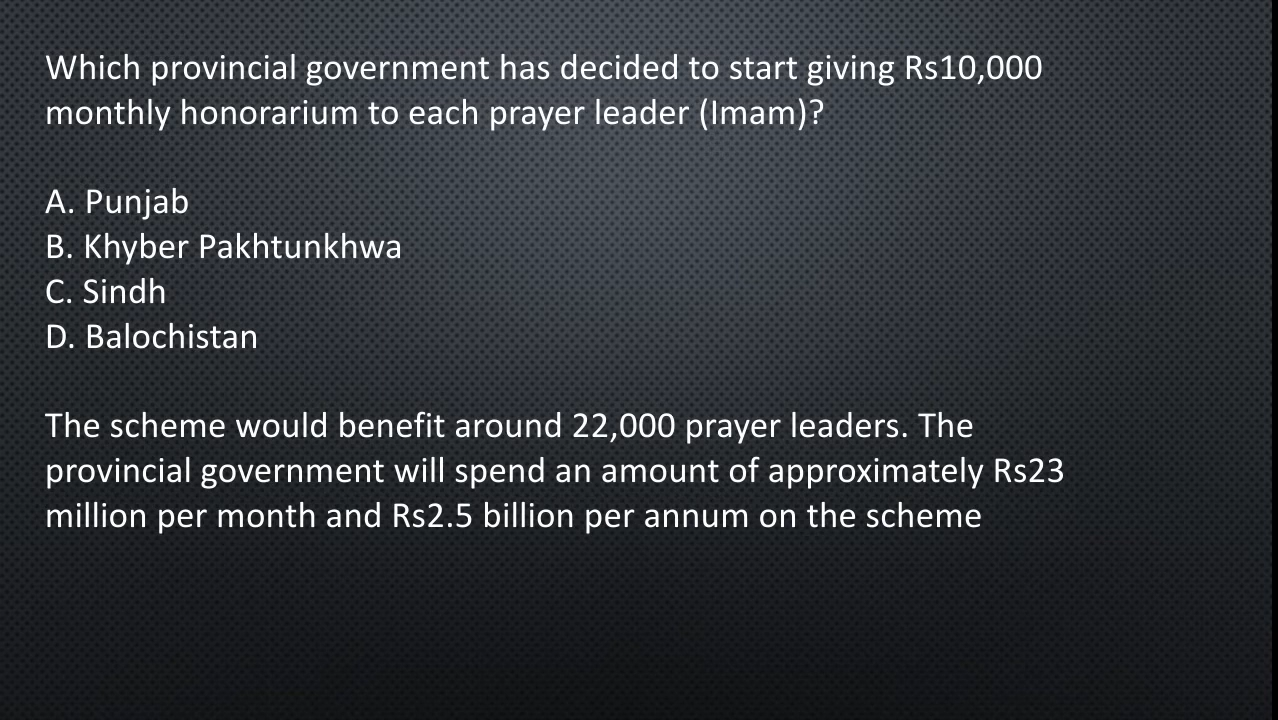 Which provincial government has decided to start giving Rs10,000
monthly honorarium to each prayer leader (Imam)?
A. Punjab
B. Khyber Pakhtunkhwa
C. Sindh
D. Balochistan
The scheme would benefit around 22,000 prayer leaders. The
provincial government will spend an amount of approximately Rs23
million per month and Rs2.5 billion per annum on the scheme